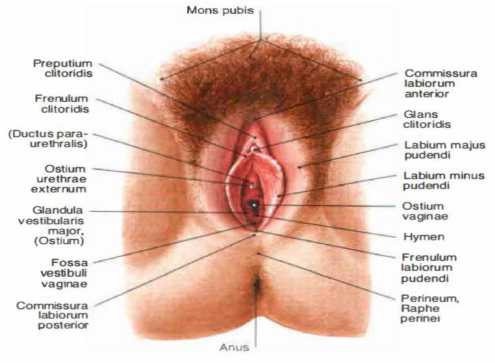 Mons pubis
Preputium
clitoridis
Frenulum
clitoridis
(Ductus para-
urethralis)
Ostium
urethrae
externum
Glandula
vestibularis
major,
(Ostium)
Fossa
vestibuli
vaginae
Commissura
labiorum
posterior
Commissura
labiorum
anterior
Glans
clitoridis
Labium majus
pudendi
Labium minus
pudendi
Ostium
vaginae
Hymen
Frenulum
labiorum
pudendi
Perineum,
Raphe
perinei
Anus